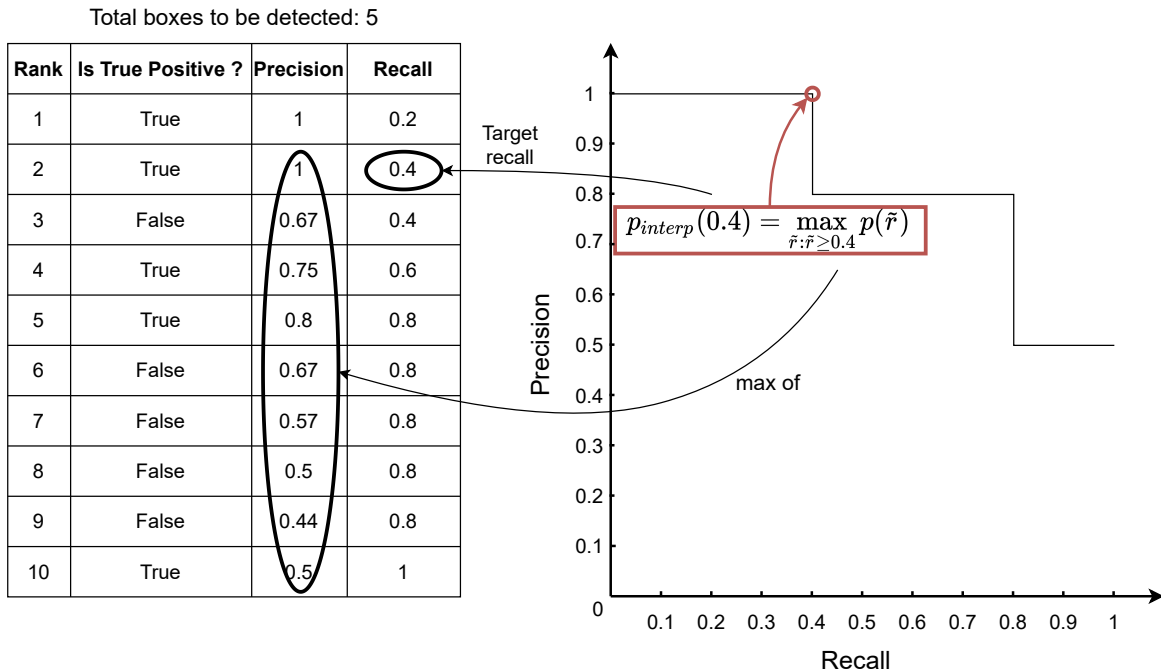 Total boxes to be detected: 5
Rank Is True Positive ? Precision Recall
1 True 1 0.2
2 True 1 0.4
3 False 0.67 0.4
4 True 0.75 0.6
5 True 0.8 0.8
6 False 0.67 0.8
7 False 0.57 0.8
8 False 0.5 0.8
9 False 0.44 0.8
10 True 0.5 1
Target
recall
max of
p_{interp}(0.4) = \max_{\tilde{r}:\tilde{r}≥0.4} p(\tilde{r})
Precision
1
0.9
0.8
0.7
0.6
0.5
0.4
0.3
0.2
0.1
0
0.1 0.2 0.3 0.4 0.5 0.6 0.7 0.8 0.9 1
Recall